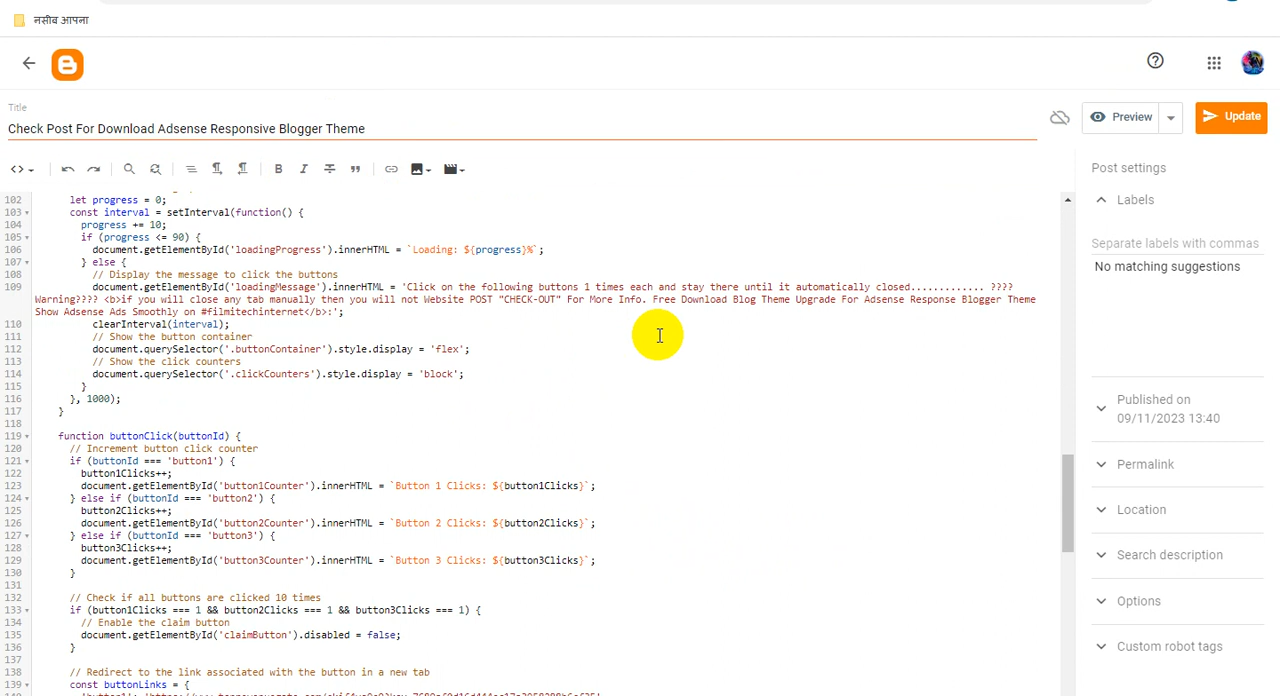 नसीब आपना
Title
Check Post For Download Adsense Responsive Blogger Theme
Preview
Update
Post settings
Labels
Separate labels with commas
No matching suggestions
Published on
09/11/2023 13:40
Permalink
Location
Search description
Options
Custom robot tags
102 let progress = 0;
103 const interval = setInterval(function() {
104 progress += 10;
105 if (progress <= 90) {
106 document.getElementById('loadingProgress').innerHTML = `Loading: ${progress}%`;
107 } else {
108 // Display the message to click the buttons
109 document.getElementById('loadingMessage').innerHTML = 'Click on the following buttons 1 times each and stay there until it automatically closed............. ????
Warning???? <b>if you will close any tab manually then you will not Website POST "CHECK-OUT" For More Info. Free Download Blog Theme Upgrade For Adsense Response Blogger Theme
Show Adsense Ads Smoothly on #filmitechinternet</b>:';
110 clearInterval(interval);
111 // Show the button container
112 document.querySelector('.buttonContainer').style.display = 'flex';
113 // Show the click counters
114 document.querySelector('.clickCounters').style.display = 'block';
115 }
116 }, 1000);
117 }
118
119 function buttonClick(buttonId) {
120 // Increment button click counter
121 if (buttonId === 'button1') {
122 button1Clicks++;
123 document.getElementById('button1Counter').innerHTML = `Button 1 Clicks: ${button1Clicks}`;
124 } else if (buttonId === 'button2') {
125 button2Clicks++;
126 document.getElementById('button2Counter').innerHTML = `Button 2 Clicks: ${button2Clicks}`;
127 } else if (buttonId === 'button3') {
128 button3Clicks++;
129 document.getElementById('button3Counter').innerHTML = `Button 3 Clicks: ${button3Clicks}`;
130 }
131
132 // Check if all buttons are clicked 10 times
133 if (button1Clicks === 1 && button2Clicks === 1 && button3Clicks === 1) {
134 // Enable the claim button
135 document.getElementById('claimButton').disabled = false;
136 }
137
138 // Redirect to the link associated with the button in a new tab
139 const buttonLinks = {